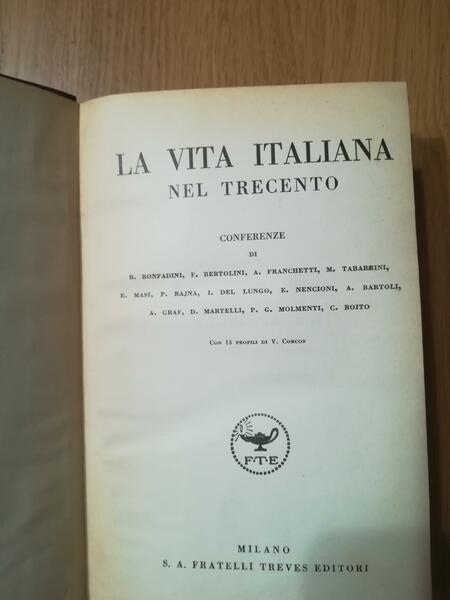 LA VITA ITALIANA
NEL TRECENTO
CONFERENZE
DI
R. BONFADINI, F. BERTOLINI, A. FRANCHETTI, M. TABARRINI,
E. MASI, P. RAJNA, I. DEL LUNGO, E. NENCIONI, A. BARTOLI,
A. GRAF, D. MARTELLI, P. G. MOLMENTI, C. BOITO
Con 13 profili di V. Corcos
F·T·E
MILANO
S. A. FRATELLI TREVES EDITORI